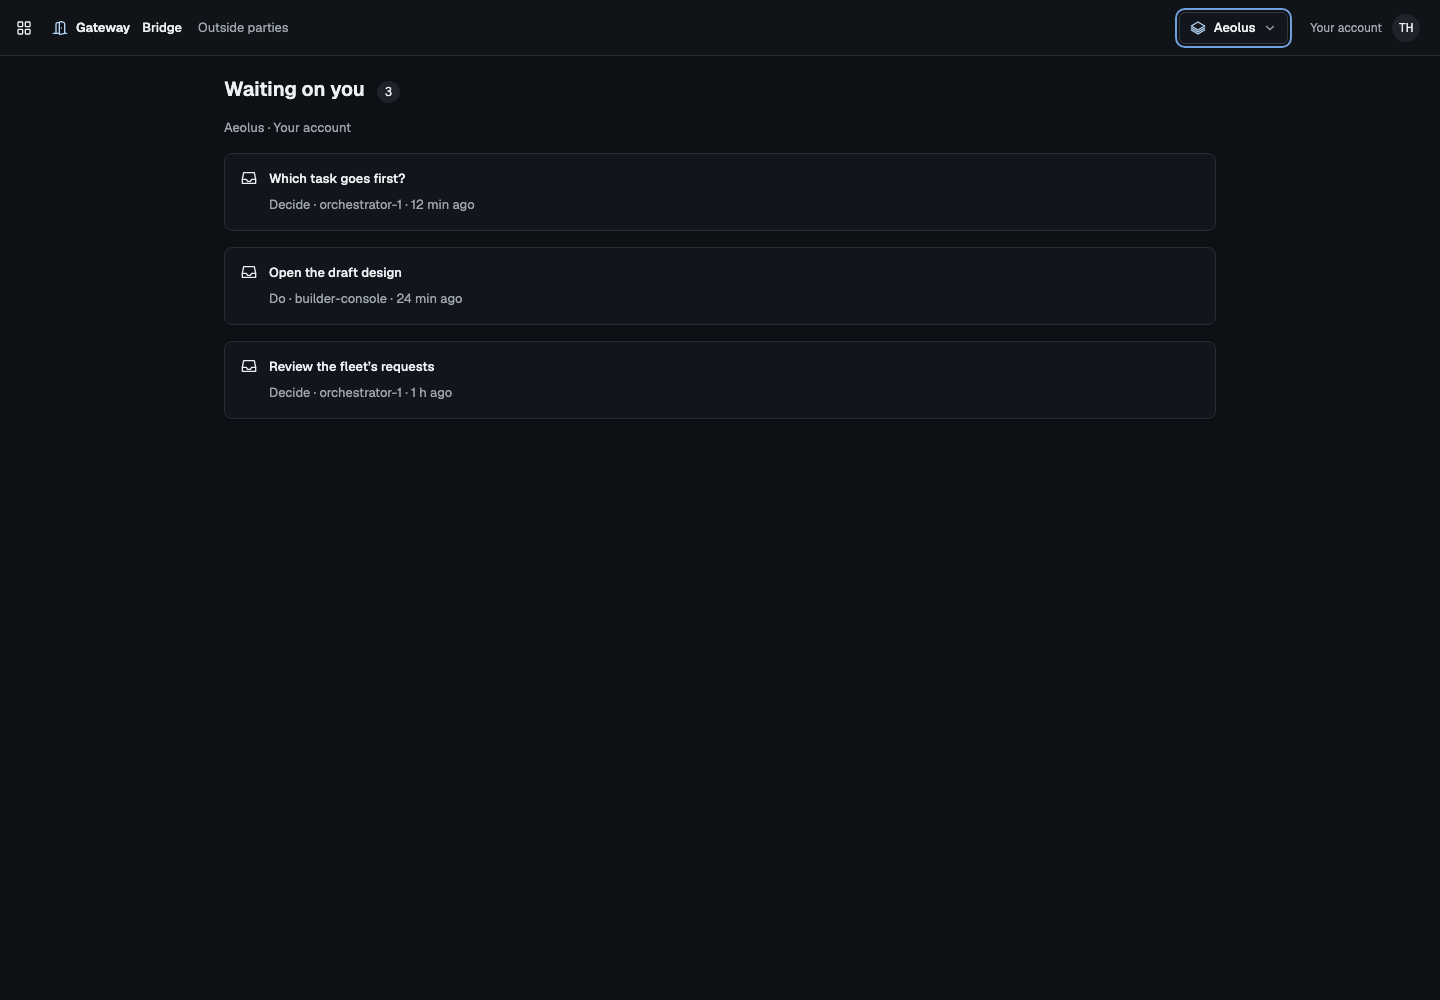 Gateway Bridge Outside parties Aeolus Your account TH
Waiting on you 3
Aeolus · Your account
Which task goes first?
Decide · orchestrator-1 · 12 min ago
Open the draft design
Do · builder-console · 24 min ago
Review the fleet's requests
Decide · orchestrator-1 · 1 h ago